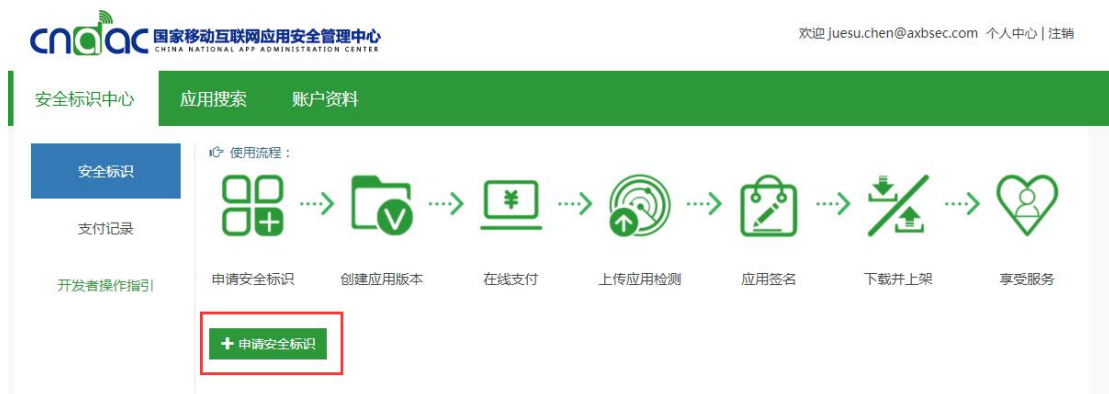 cnaac 国家移动互联网应用安全管理中心
CHINA NATIONAL APP ADMINISTRATION CENTER
欢迎 juesu.chen@axbsec.com 个人中心 | 注销
安全标识中心 应用搜索 账户资料
安全标识
支付记录
开发者操作指引
使用流程：
申请安全标识 创建应用版本 在线支付 上传应用检测 应用签名 下载并上架 享受服务
+ 申请安全标识